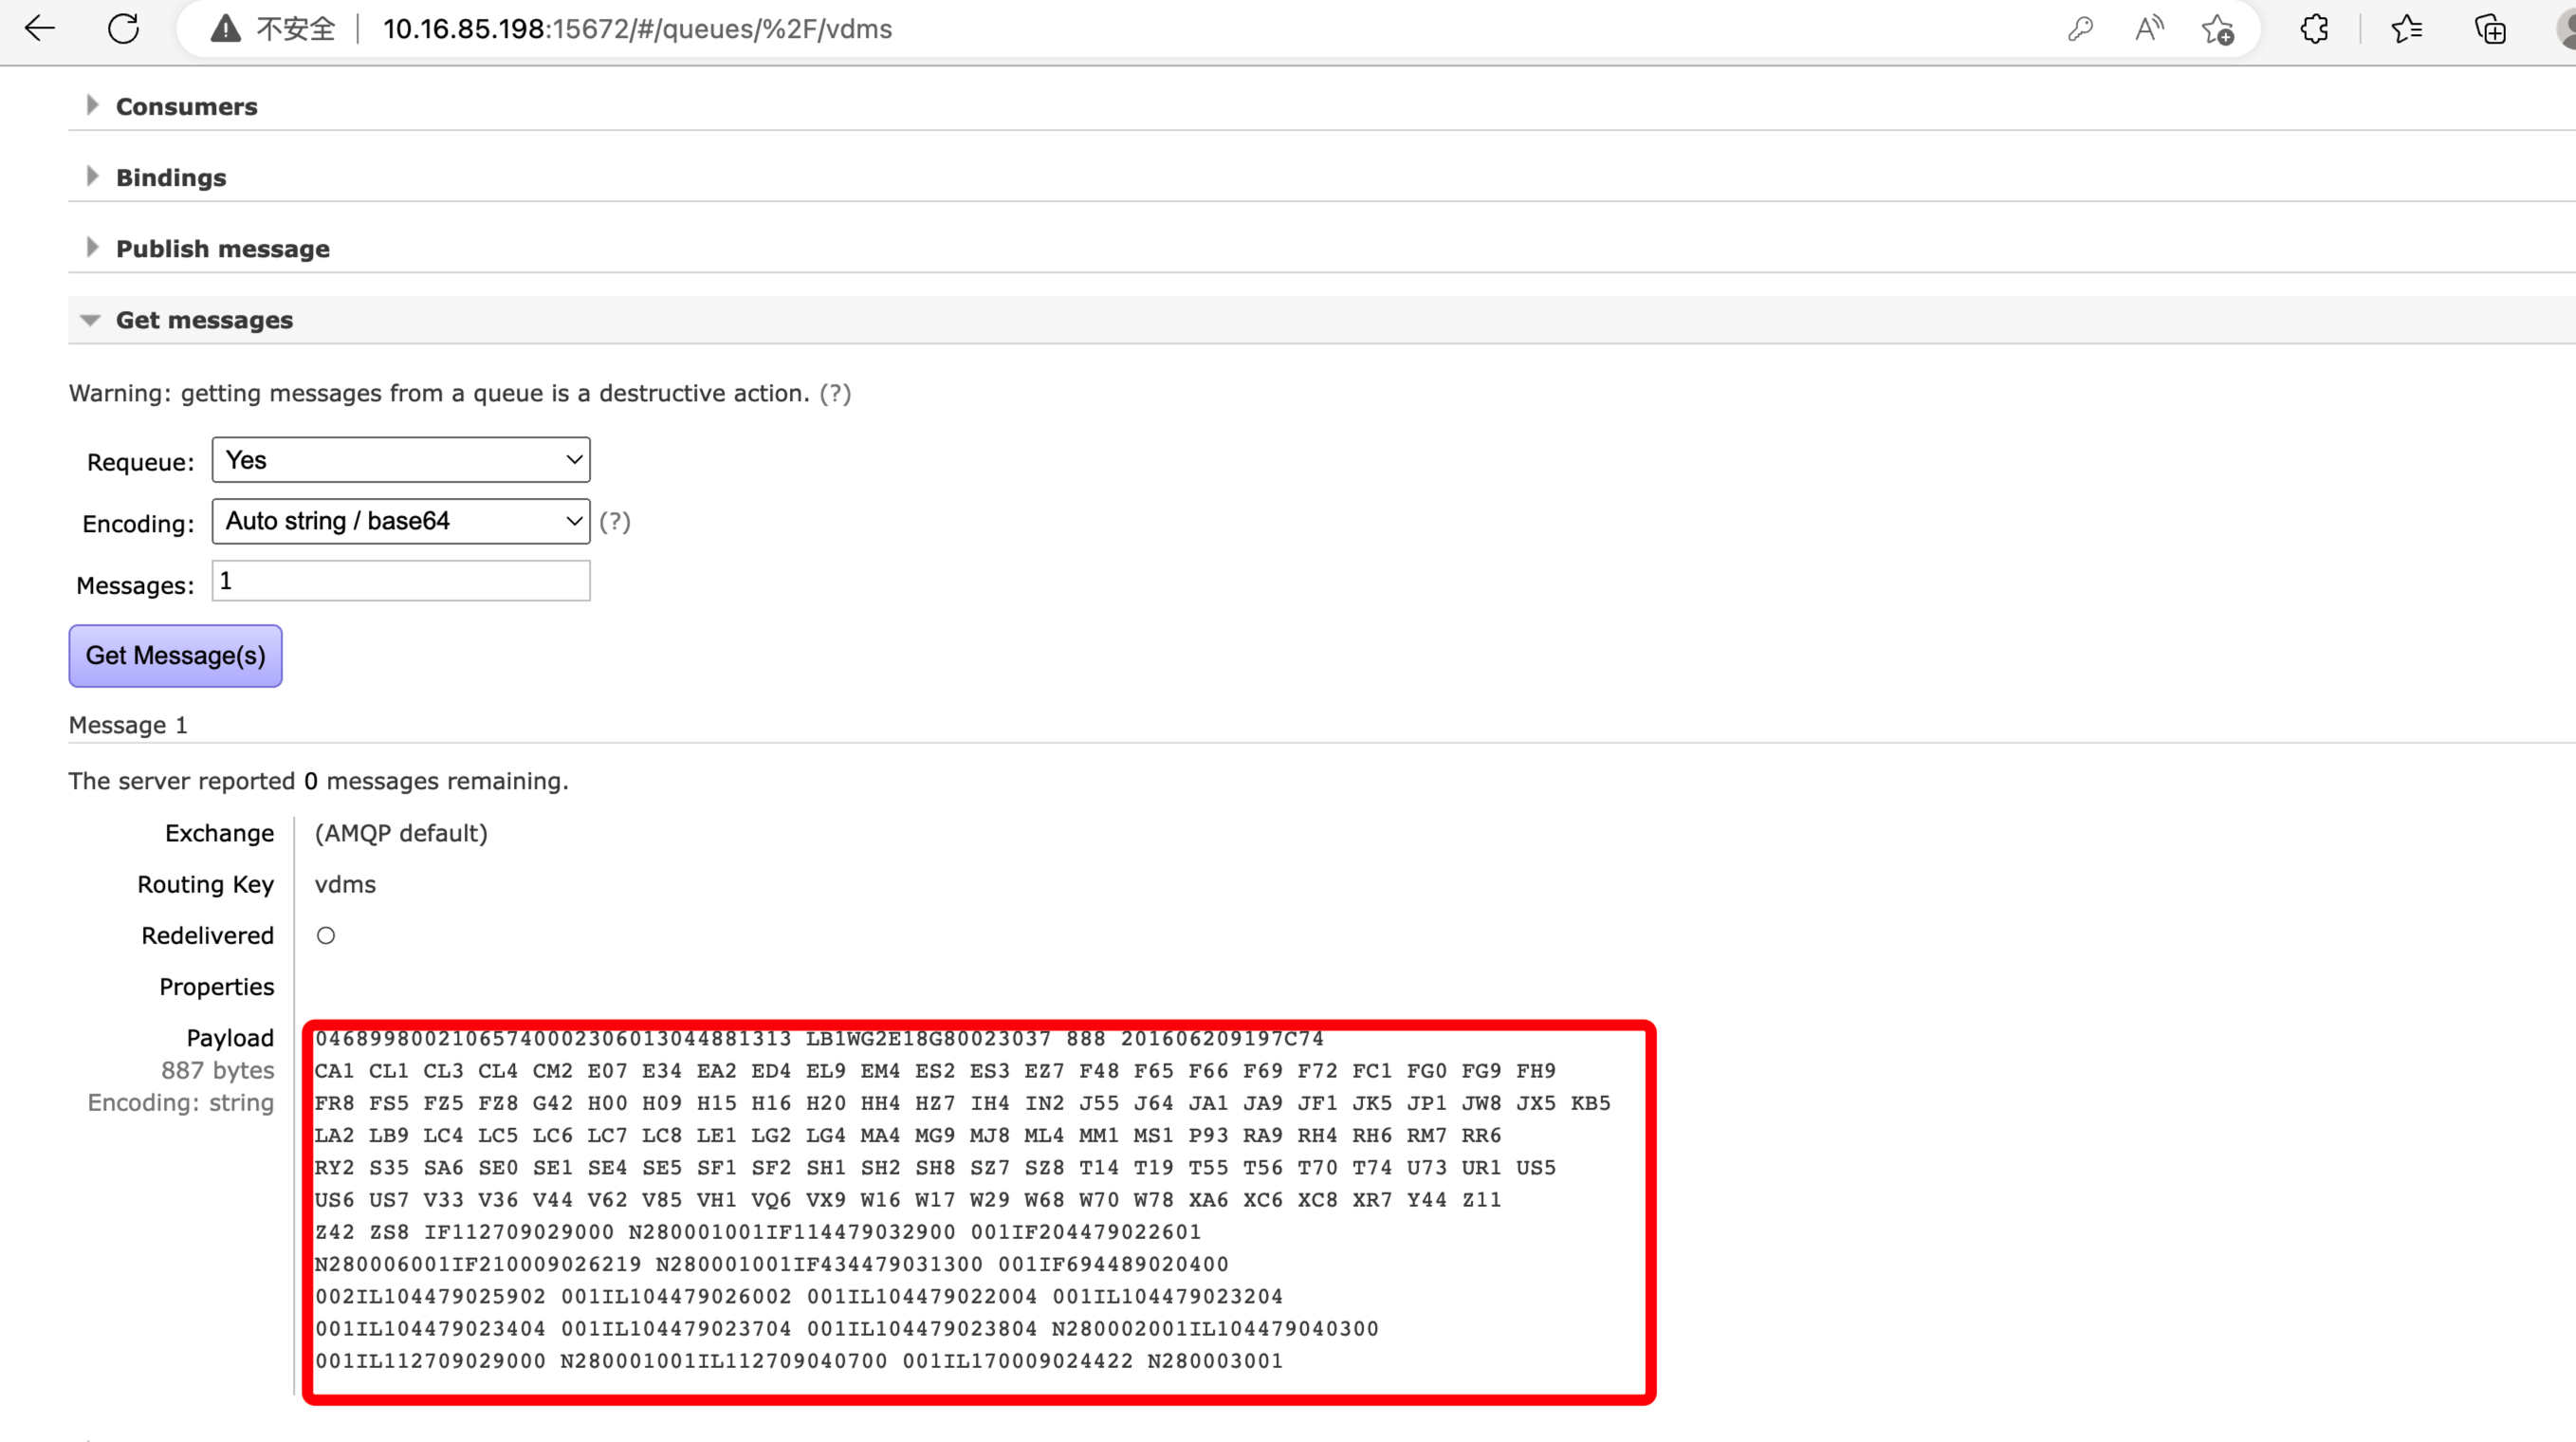 不安全 10.16.85.198:15672/#/queues/%2F/vdms
Consumers
Bindings
Publish message
Get messages
Warning: getting messages from a queue is a destructive action. (?)
Requeue: Yes
Encoding: Auto string / base64 (?)
Messages: 1
Get Message(s)
Message 1
The server reported 0 messages remaining.
Exchange (AMQP default)
Routing Key vdms
Redelivered
Properties
Payload
887 bytes
Encoding: string
04689980021065740002306013044881313 LB1WG2E18G80023037 888 201606209197C74
CA1 CL1 CL3 CL4 CM2 E07 E34 EA2 ED4 EL9 EM4 ES2 ES3 EZ7 F48 F65 F66 F69 F72 FC1 FG0 FG9 FH9
FR8 FS5 FZ5 FZ8 G42 H00 H09 H15 H16 H20 HH4 HZ7 IH4 IN2 J55 J64 JA1 JA9 JF1 JK5 JP1 JW8 JX5 KB5
LA2 LB9 LC4 LC5 LC6 LC7 LC8 LE1 LG2 LG4 MA4 MG9 MJ8 ML4 MM1 MS1 P93 RA9 RH4 RH6 RM7 RR6
RY2 S35 SA6 SE0 SE1 SE4 SE5 SF1 SF2 SH1 SH2 SH8 SZ7 SZ8 T14 T19 T55 T56 T70 T74 U73 UR1 US5
US6 US7 V33 V36 V44 V62 V85 VH1 VQ6 VX9 W16 W17 W29 W68 W70 W78 XA6 XC6 XC8 XR7 Y44 Z11
Z42 ZS8 IF112709029000 N280001001IF114479032900 001IF204479022601
N280006001IF210009026219 N280001001IF434479031300 001IF694489020400
002IL104479025902 001IL104479026002 001IL104479022004 001IL104479023204
001IL104479023404 001IL104479023704 001IL104479023804 N280002001IL104479040300
001IL112709029000 N280001001IL112709040700 001IL170009024422 N280003001